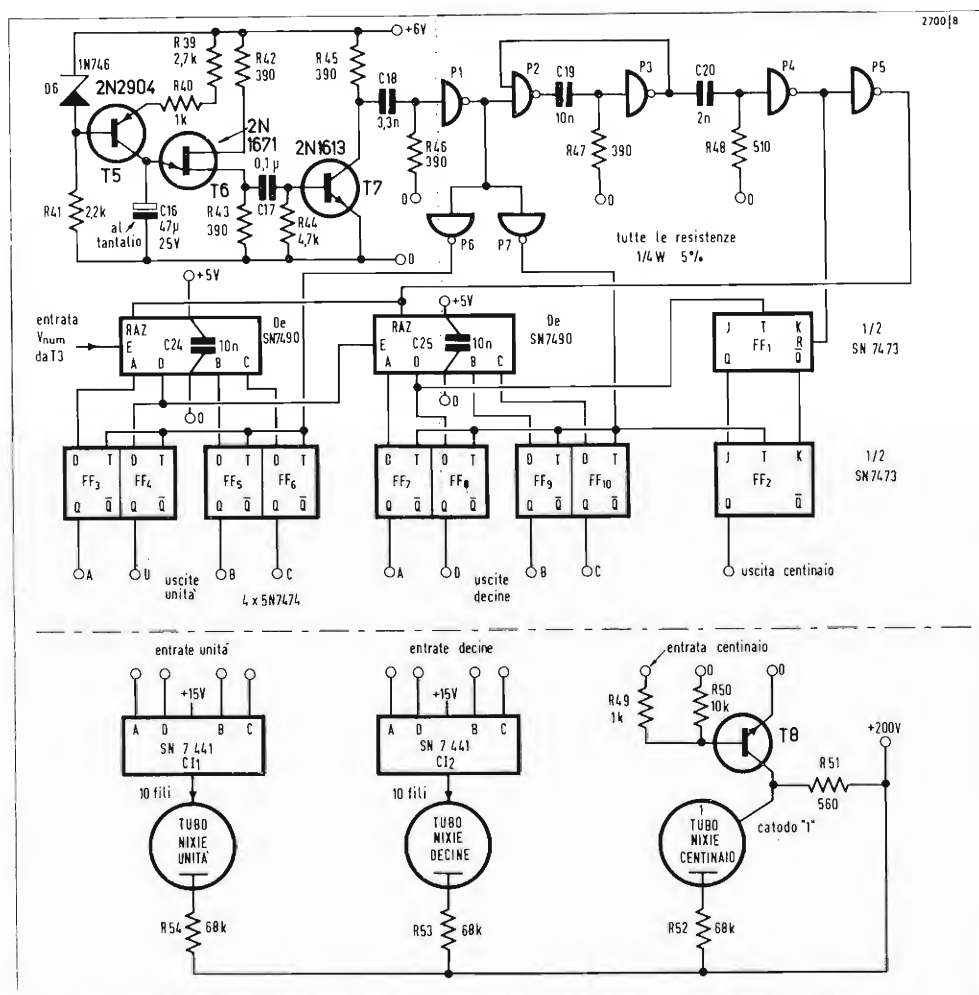 2700/8
+6V
1N746
D6
R39
2,7k
R42
390
R45
390
2N2904
R40
1k
C18
3,3n
P1
P2
C19
10n
P3
C20
2n
P4
P5
2N
1671
0,1µ
2N1613
R46
390
R47
390
R48
510
T5
T6
C17
T7
0
0
0
R41
2,2k
C16
47µ
25V
al
tantalio
R43
390
R44
4,7k
P6
P7
tutte le resistenze
1/4 W 5%
0
+5V
+5V
entrata
Vnum
da T3
RAZ
E
C24
10n
A D B C
De
SN7490
RAZ
E
C25
10n
A D B C
De
SN7490
J T K
FF1
R
Q Q
1/2
SN 7473
0
0
D T D T
FF3 FF4
Q Q Q Q
D T D T
FF5 FF6
Q Q Q Q
C T D T
FF7 FF8
Q Q Q Q
D T D T
FF9 FF10
Q Q Q Q
J T K
FF2
Q Q
1/2
SN7473
A U B C
uscite
unità
4 x 5N7474
A D B C
uscite
decine
uscita centinaio
entrate unità
entrate decine
entrata centinaio
+15V
A D B C
SN 7 441
CI1
+15V
A D B C
SN 7 441
CI2
0
0
R49
1k
R50
10k
T8
+200V
R51
560
10 fili
10 fili
TUBO
NIXIE
UNITÀ
TUBO
NIXIE
DECINE
1
TUBO
NIXIE
CENTINAIO
catodo "1"
R54
68k
R53
68k
R52
68k